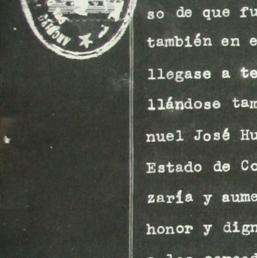 so de que fu
también en e
llegase a te
llándose tam
nuel José Hu
Estado de Co
zaría y aume
honor y dign